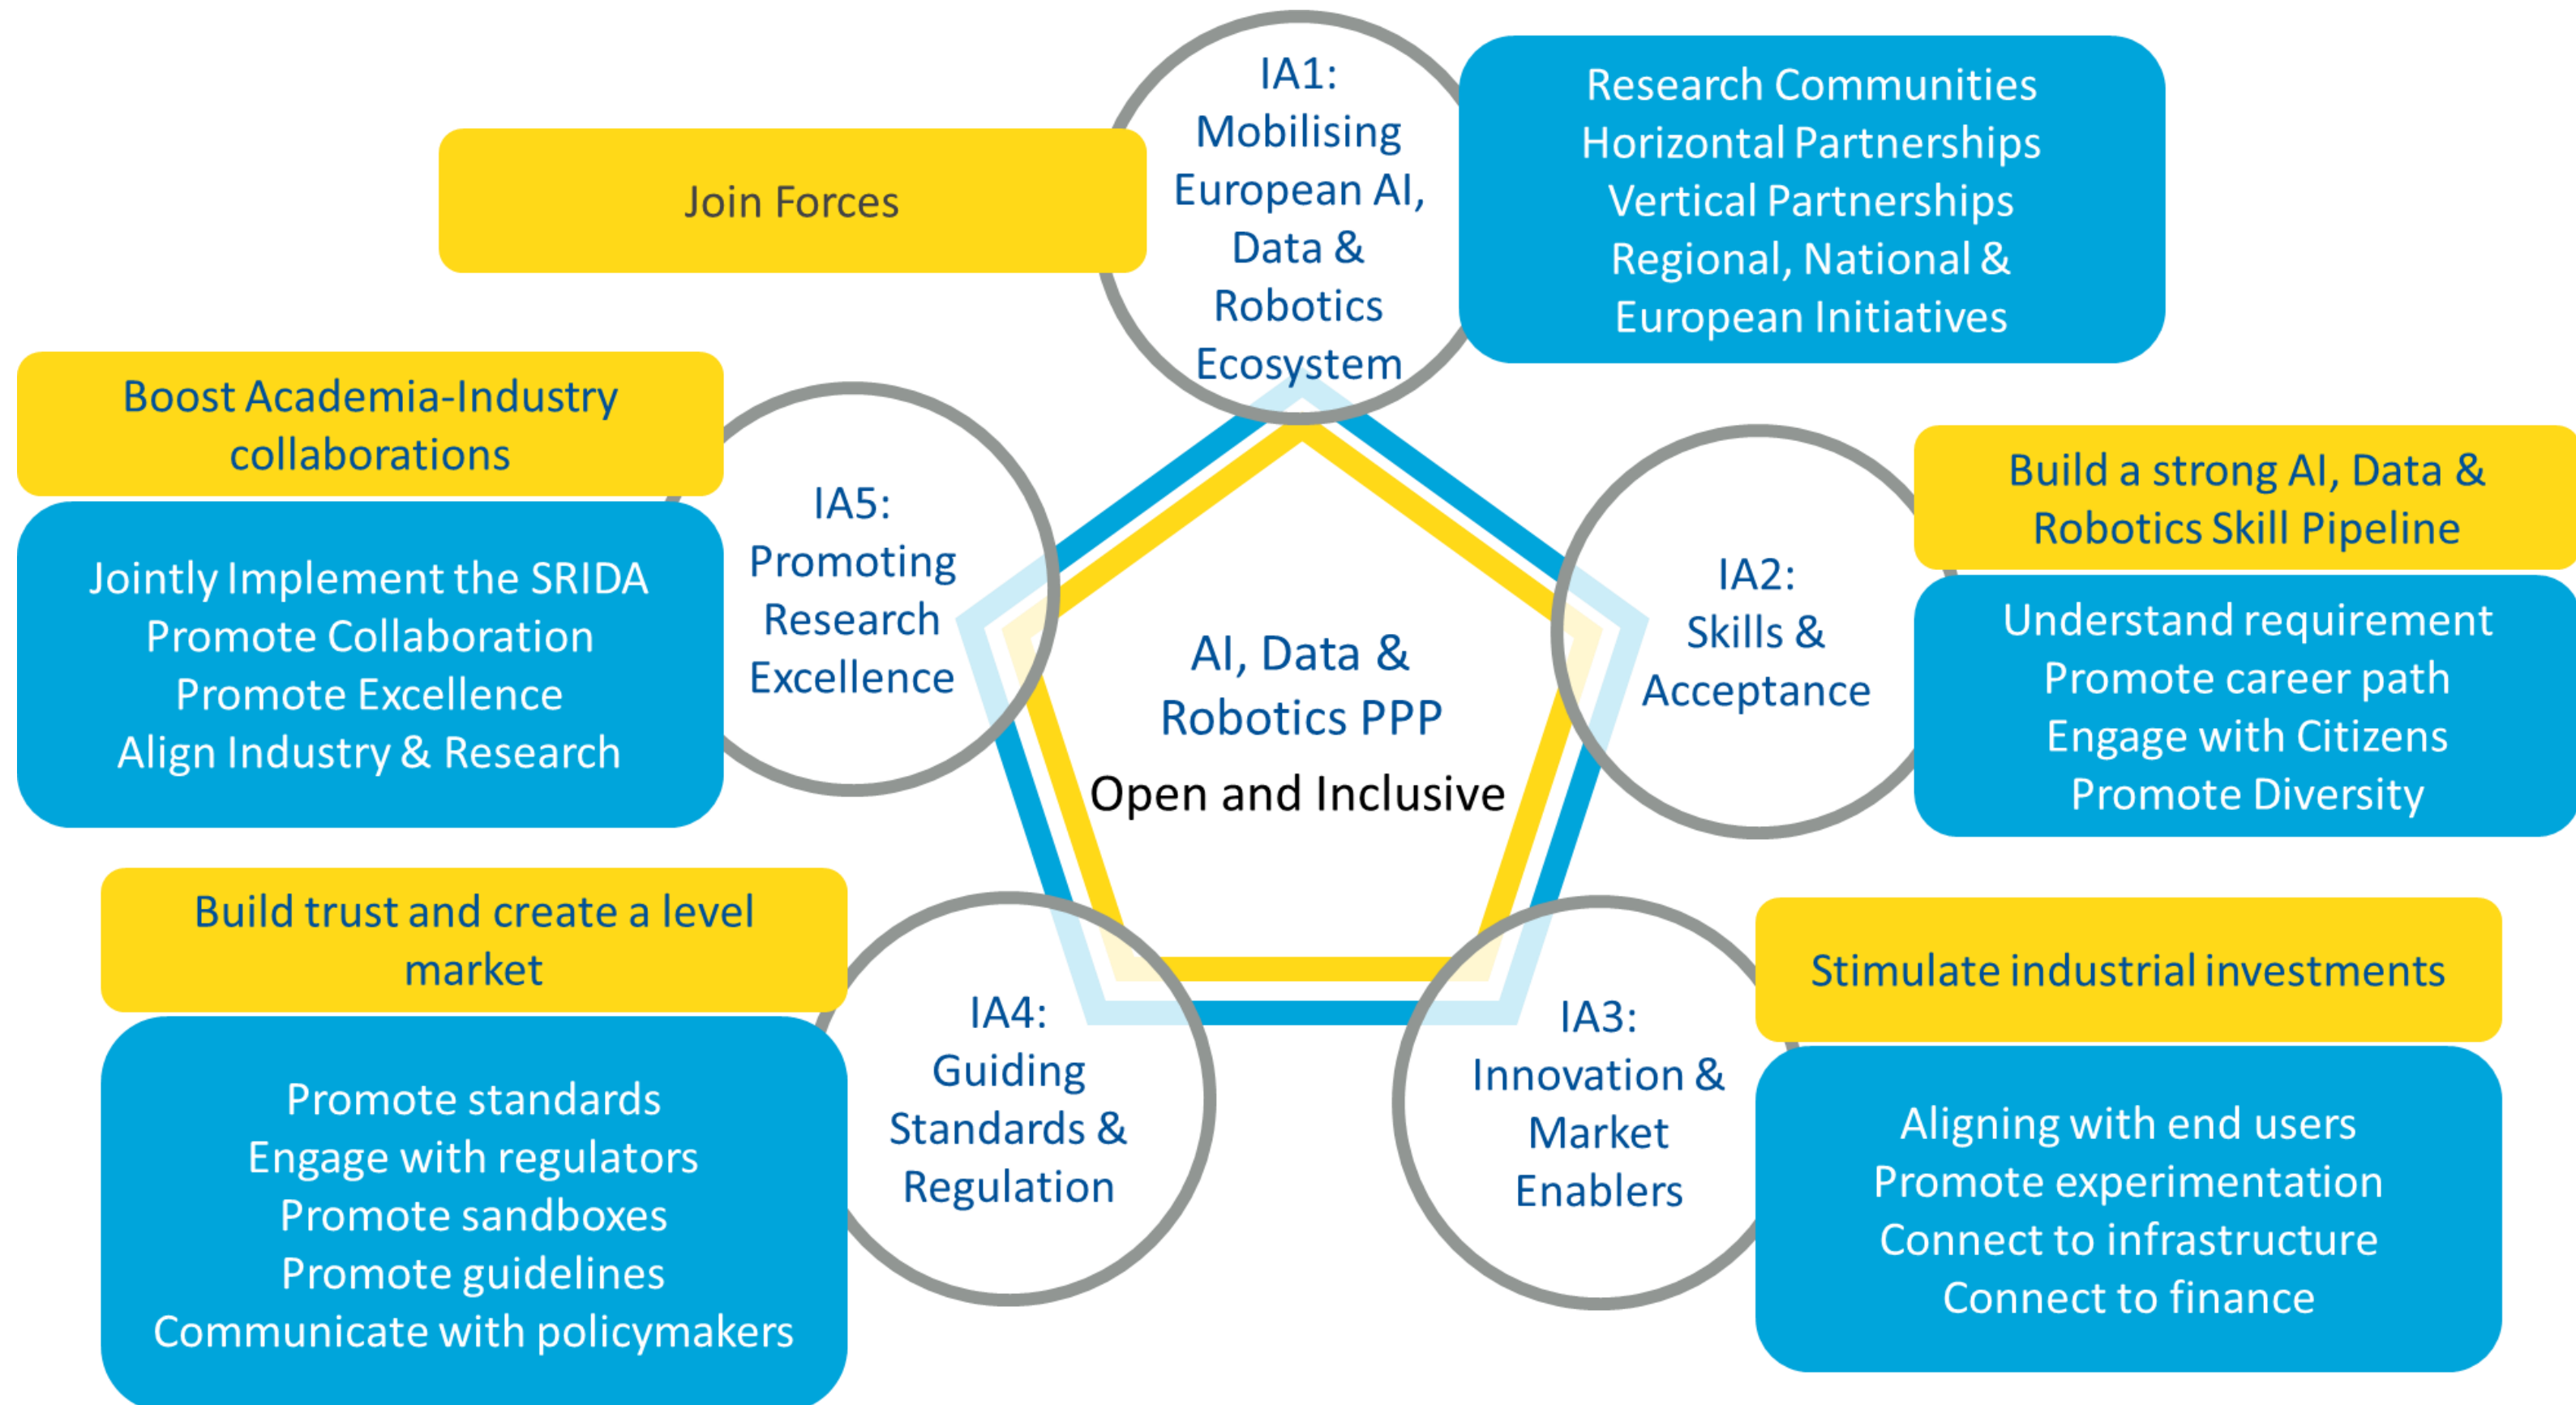 IA1:
Mobilising
European AI,
Data &
Robotics
Ecosystem
Join Forces
Research Communities
Horizontal Partnerships
Vertical Partnerships
Regional, National &
European Initiatives
Boost Academia-Industry
collaborations
Jointly Implement the SRIDA
Promote Collaboration
Promote Excellence
Align Industry & Research
IA5:
Promoting
Research
Excellence
AI, Data &
Robotics PPP
Open and Inclusive
IA2:
Skills &
Acceptance
Build a strong AI, Data &
Robotics Skill Pipeline
Understand requirement
Promote career path
Engage with Citizens
Promote Diversity
Build trust and create a level
market
Promote standards
Engage with regulators
Promote sandboxes
Promote guidelines
Communicate with policymakers
IA4:
Guiding
Standards &
Regulation
IA3:
Innovation &
Market
Enablers
Stimulate industrial investments
Aligning with end users
Promote experimentation
Connect to infrastructure
Connect to finance